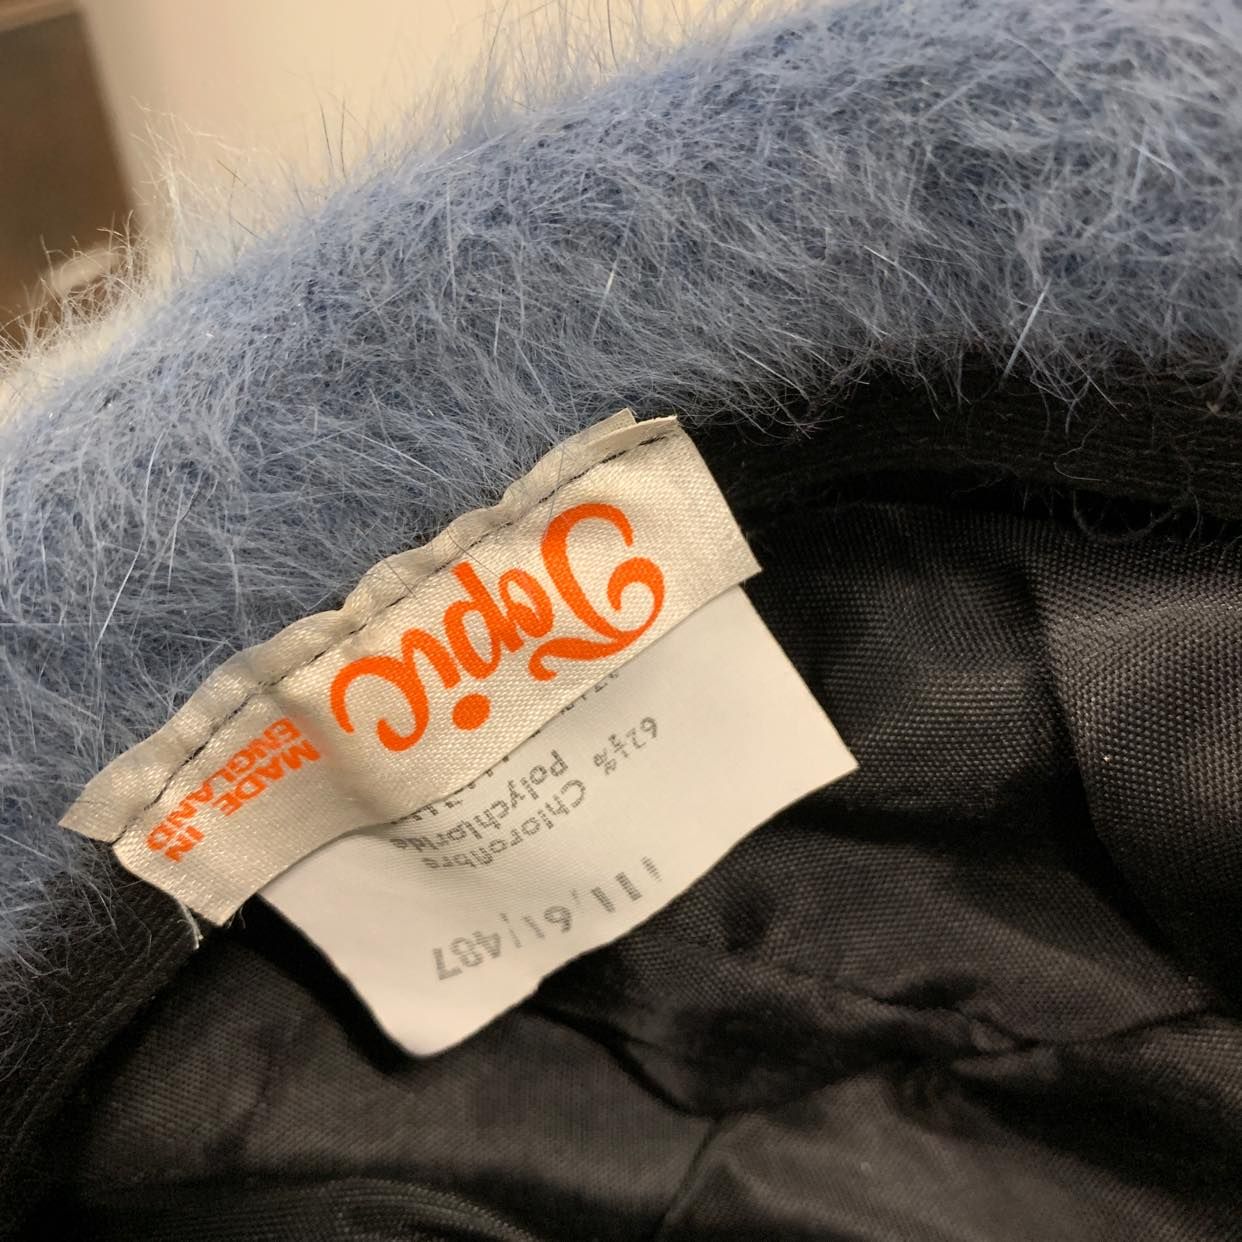 Topic
MADE IN
ENGLAND
62½%
Polychloride
Chlorofibre
111,61/487